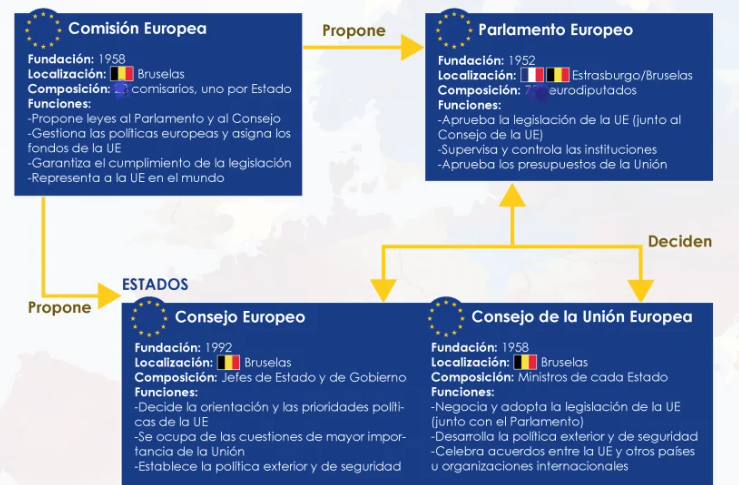 Comisión Europea
Fundación: 1958
Localización: Bruselas
Composición: comisarios, uno por Estado
Funciones:
-Propone leyes al Parlamento y al Consejo
-Gestiona las políticas europeas y asigna los
fondos de la UE
-Garantiza el cumplimiento de la legislación
-Representa a la UE en el mundo
Propone
Parlamento Europeo
Fundación: 1952
Localización: Estrasburgo/Bruselas
Composición: eurodiputados
Funciones:
-Aprueba la legislación de la UE (junto al
Consejo de la UE)
-Supervisa y controla las instituciones
-Aprueba los presupuestos de la Unión
Deciden
Propone
ESTADOS
Consejo Europeo
Fundación: 1992
Localización: Bruselas
Composición: Jefes de Estado y de Gobierno
Funciones:
-Decide la orientación y las prioridades políti-
cas de la UE
-Se ocupa de las cuestiones de mayor impor-
tancia de la Unión
-Establece la política exterior y de seguridad
Consejo de la Unión Europea
Fundación: 1958
Localización: Bruselas
Composición: Ministros de cada Estado
Funciones:
-Negocia y adopta la legislación de la UE
(junto con el Parlamento)
-Desarrolla la política exterior y de seguridad
-Celebra acuerdos entre la UE y otros países
u organizaciones internacionales